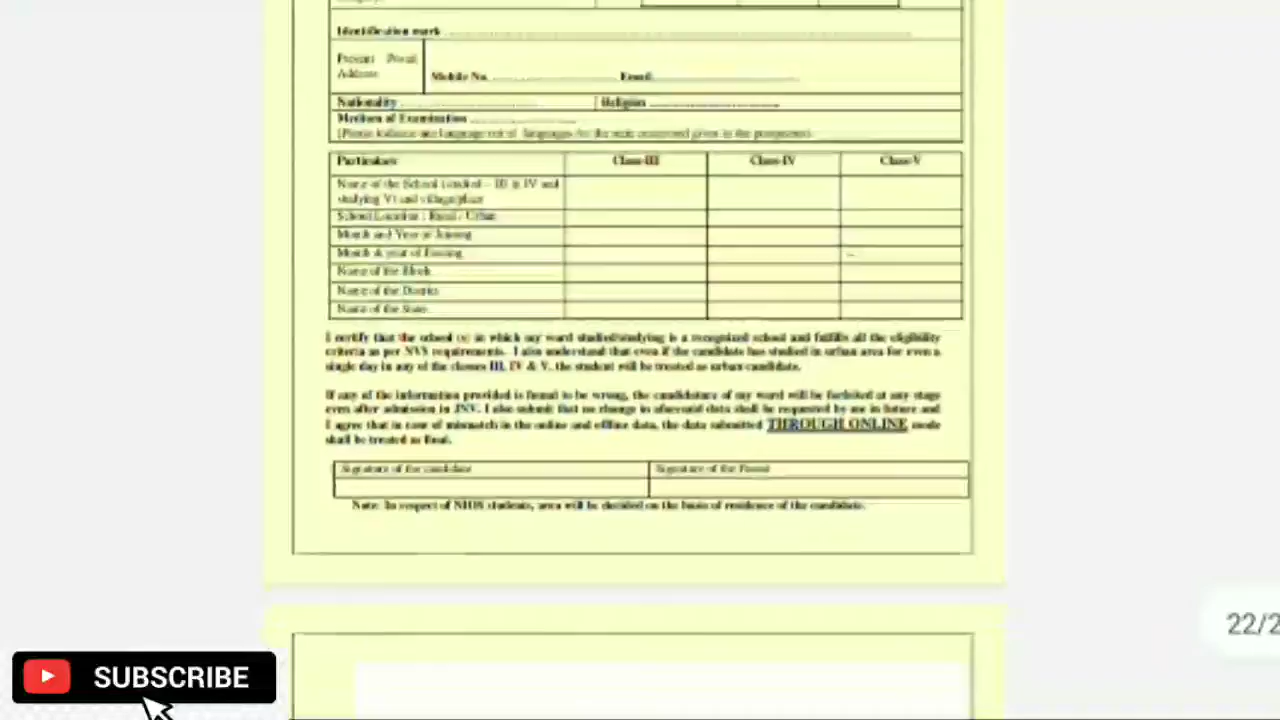 Identification mark
Present Postal
Address
Mobile No. Email
Nationality Religion
Medium of Examination
(Please indicate one language out of languages for the state concerned given in the prospectus)
Particulars Class-III Class-IV Class-V
Name of the School (studied – III & IV and
studying V) and village/place
School Location : Rural / Urban
Month and Year of Joining
Month & year of Passing
Name of the Block
Name of the District
Name of the State
I certify that the school (s) in which my ward studied/studying is a recognized school and fulfills all the eligibility
criteria as per NVS requirements. I also understand that even if the candidate has studied in urban area for even a
single day in any of the classes III, IV & V, the student will be treated as urban candidate.
If any of the information provided is found to be wrong, the candidature of my ward will be forfeited at any stage
even after admission in JNV. I also submit that no change in aforesaid data shall be requested by me in future and
I agree that in case of mismatch in the online and offline data, the data submitted THROUGH ONLINE mode
shall be treated as final.
Signature of the candidate Signature of the Parent
Note: In respect of NIOS students, area will be decided on the basis of residence of the candidate.
22/2
SUBSCRIBE